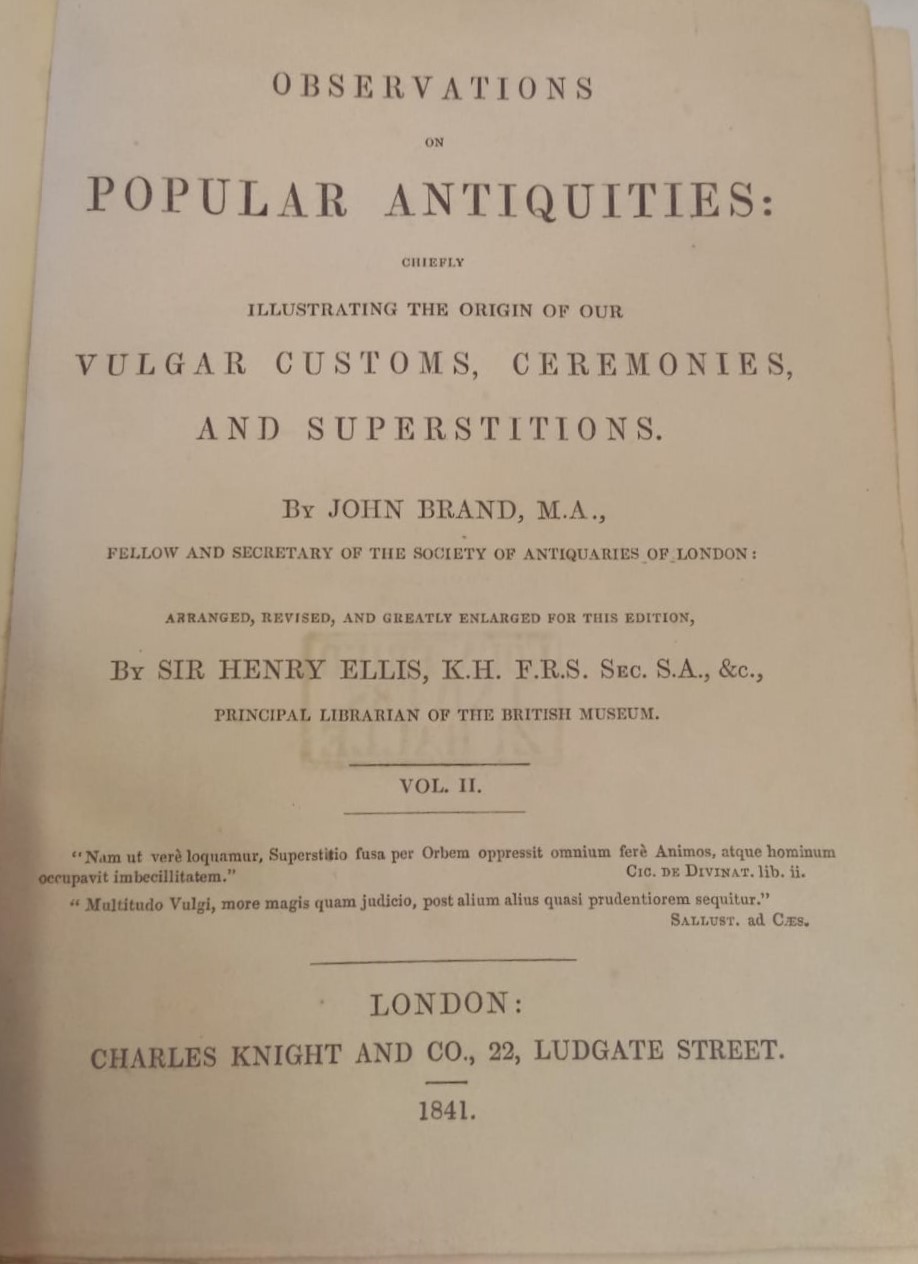 OBSERVATIONS
ON
POPULAR ANTIQUITIES:
CHIEFLY
ILLUSTRATING THE ORIGIN OF OUR
VULGAR CUSTOMS, CEREMONIES,
AND SUPERSTITIONS.
By JOHN BRAND, M.A.,
FELLOW AND SECRETARY OF THE SOCIETY OF ANTIQUARIES OF LONDON:
ARRANGED, REVISED, AND GREATLY ENLARGED FOR THIS EDITION,
By SIR HENRY ELLIS, K.H. F.R.S. Sec. S.A., &c.,
PRINCIPAL LIBRARIAN OF THE BRITISH MUSEUM.
VOL. II.
“Nam ut verè loquamur, Superstitio fusa per Orbem oppressit omnium ferè Animos, atque hominum
occupavit imbecillitatem.” Cic. de Divinat. lib. ii.
“Multitudo Vulgi, more magis quam judicio, post alium alius quasi prudentiorem sequitur.”
Sallust. ad Cæs.
LONDON:
CHARLES KNIGHT AND CO., 22, LUDGATE STREET.
1841.